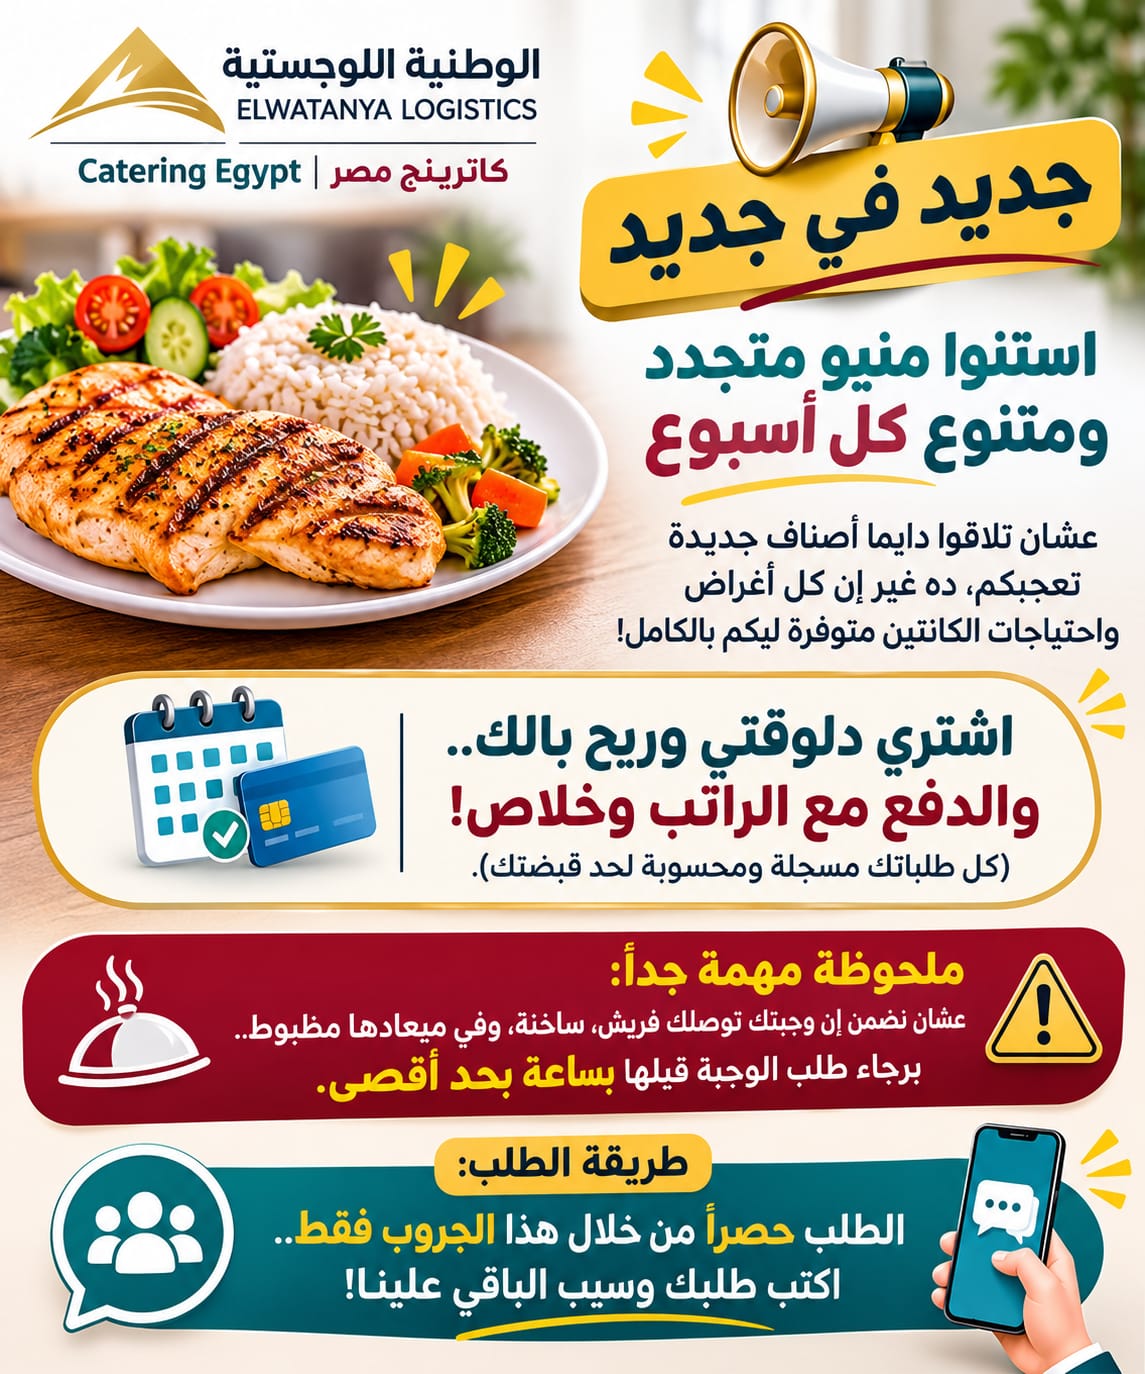 الوطنية اللوجستية
ELWATANYA LOGISTICS
Catering Egypt | كاترينج مصر
جديد في جديد
استنوا منيو متجدد
ومتنوع كل أسبوع
عشان تلاقوا دايما أصناف جديدة
تعجبكم، ده غير إن كل أغراض
واحتياجات الكانتين متوفرة ليكم بالكامل!
اشتري دلوقتي وريح بالك..
والدفع مع الراتب وخلاص!
(كل طلباتك مسجلة ومحسوبة لحد قبضتك).
ملحوظة مهمة جداً:
عشان نضمن إن وجبتك توصلك فريش، ساخنة، وفي ميعادها مظبوط..
برجاء طلب الوجبة قيلها بساعة بحد أقصى.
طريقة الطلب:
الطلب حصراً من خلال هذا الجروب فقط..
اكتب طلبك وسيب الباقي علينا!